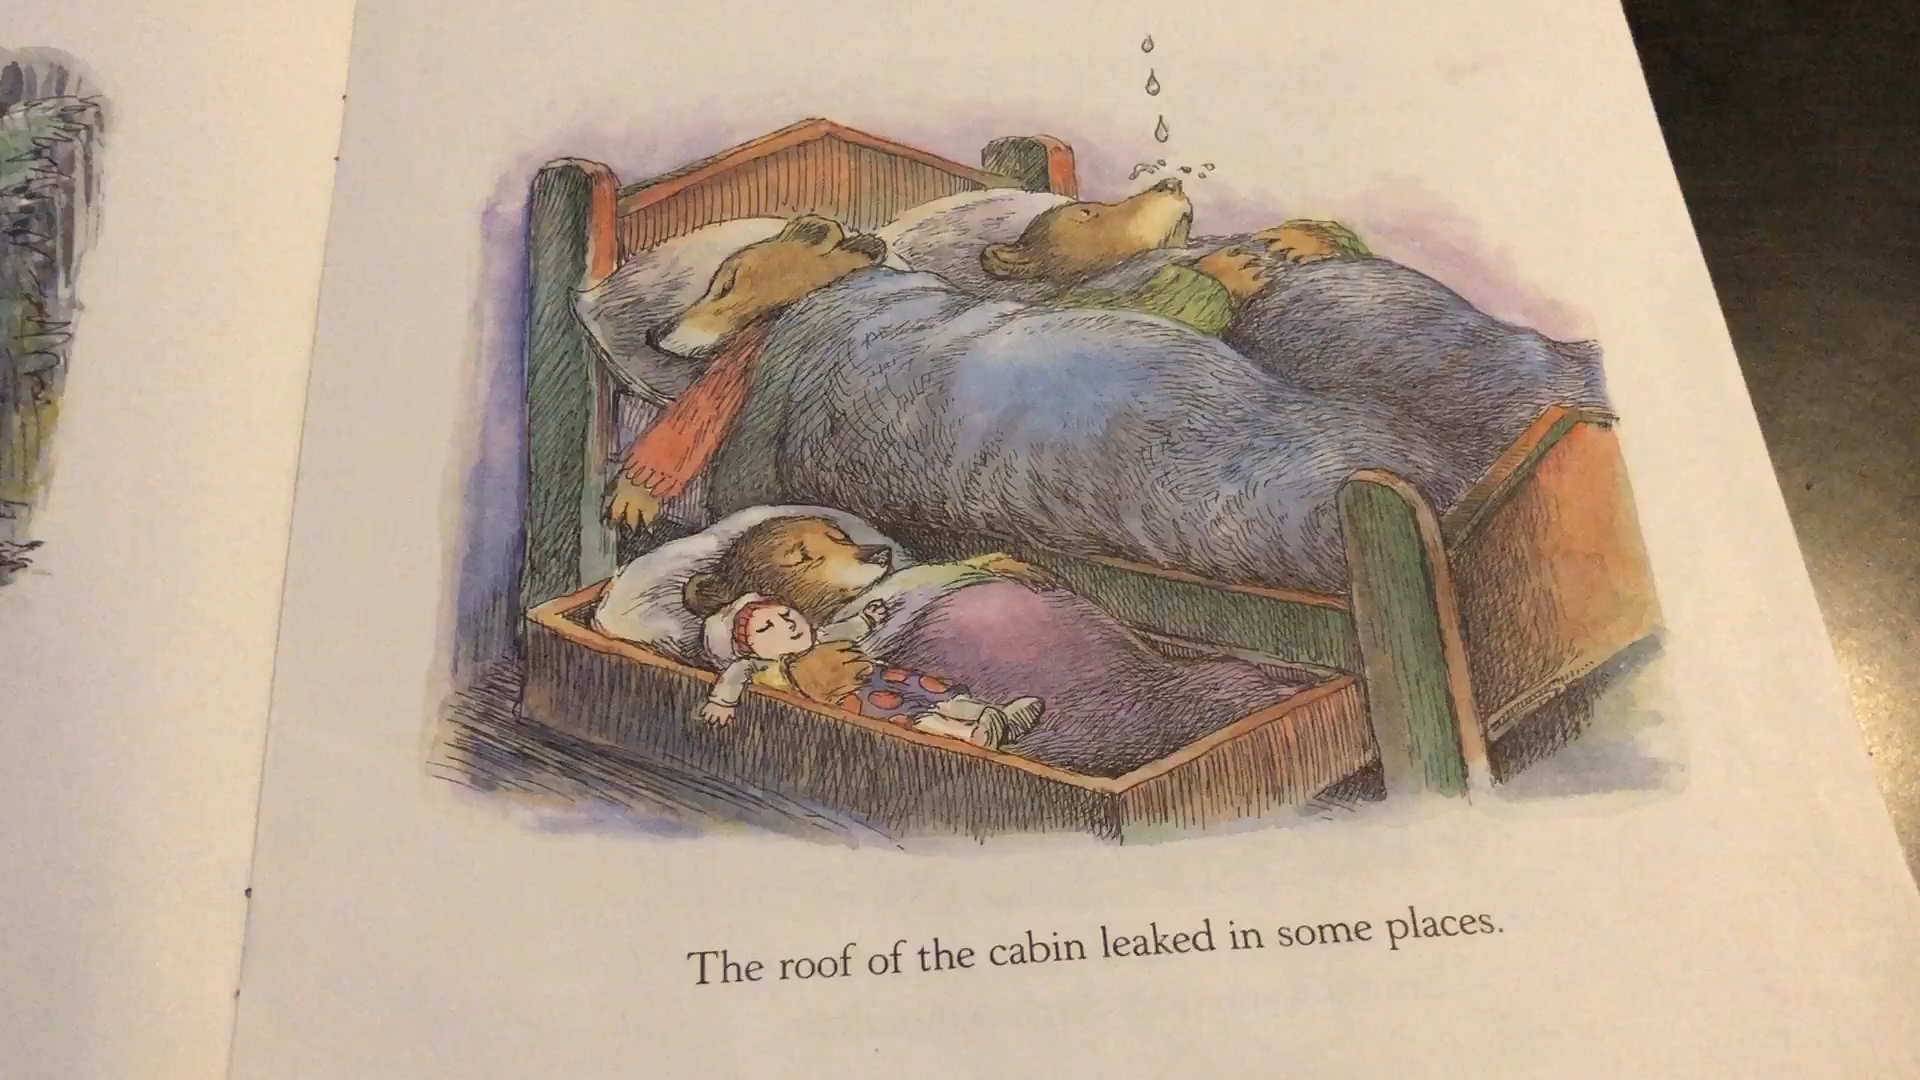 The roof of the cabin leaked in some places.